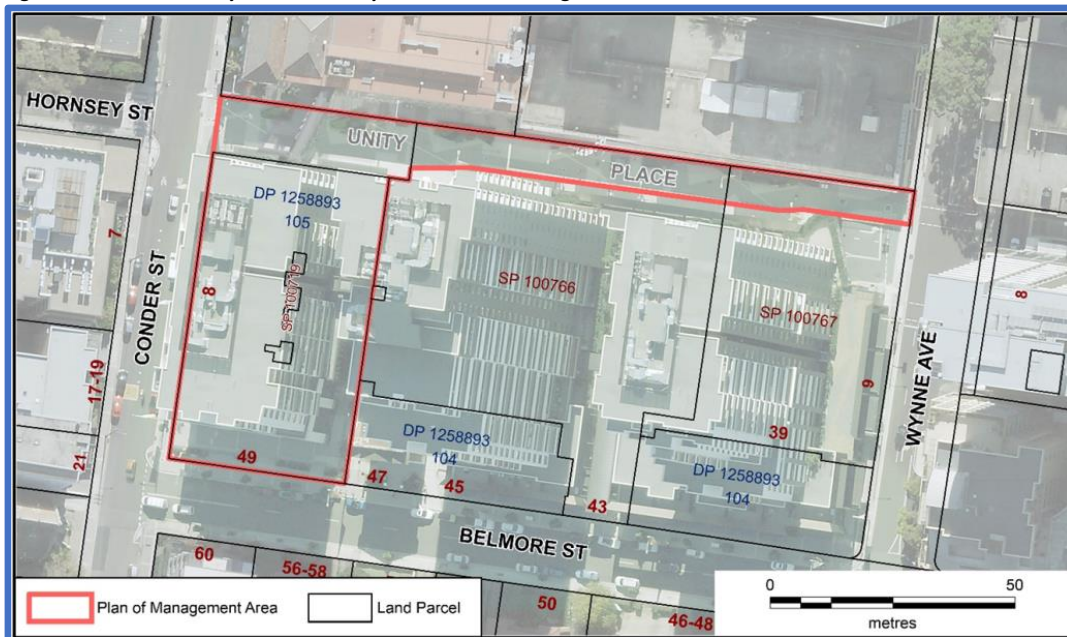 HORNSEY ST
UNITY
PLACE
DP 1258893
105
7
8
SP 100719
CONDER ST
SP 100766
SP 100767
8
9
WYNNE AVE
17-19
21
49
47
DP 1258893
104
45
43
39
DP 1258893
104
BELMORE ST
60
56-58
50
46-48
Plan of Management Area
Land Parcel
0
50
metres